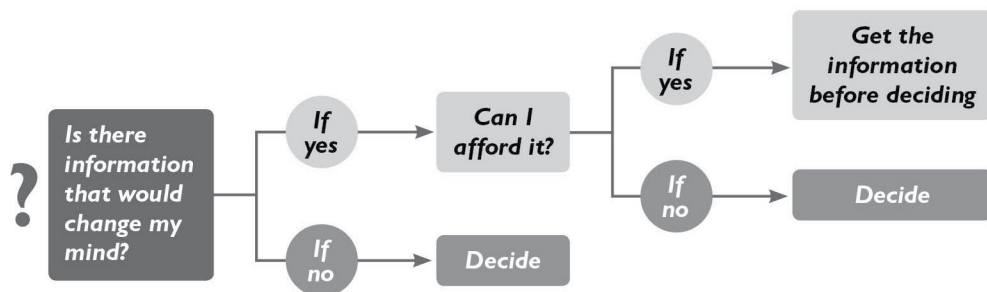 ?
Is there
information
that would
change my
mind?
If
yes
Can I
afford it?
If
yes
Get the
information
before deciding
If
no
Decide
If
no
Decide